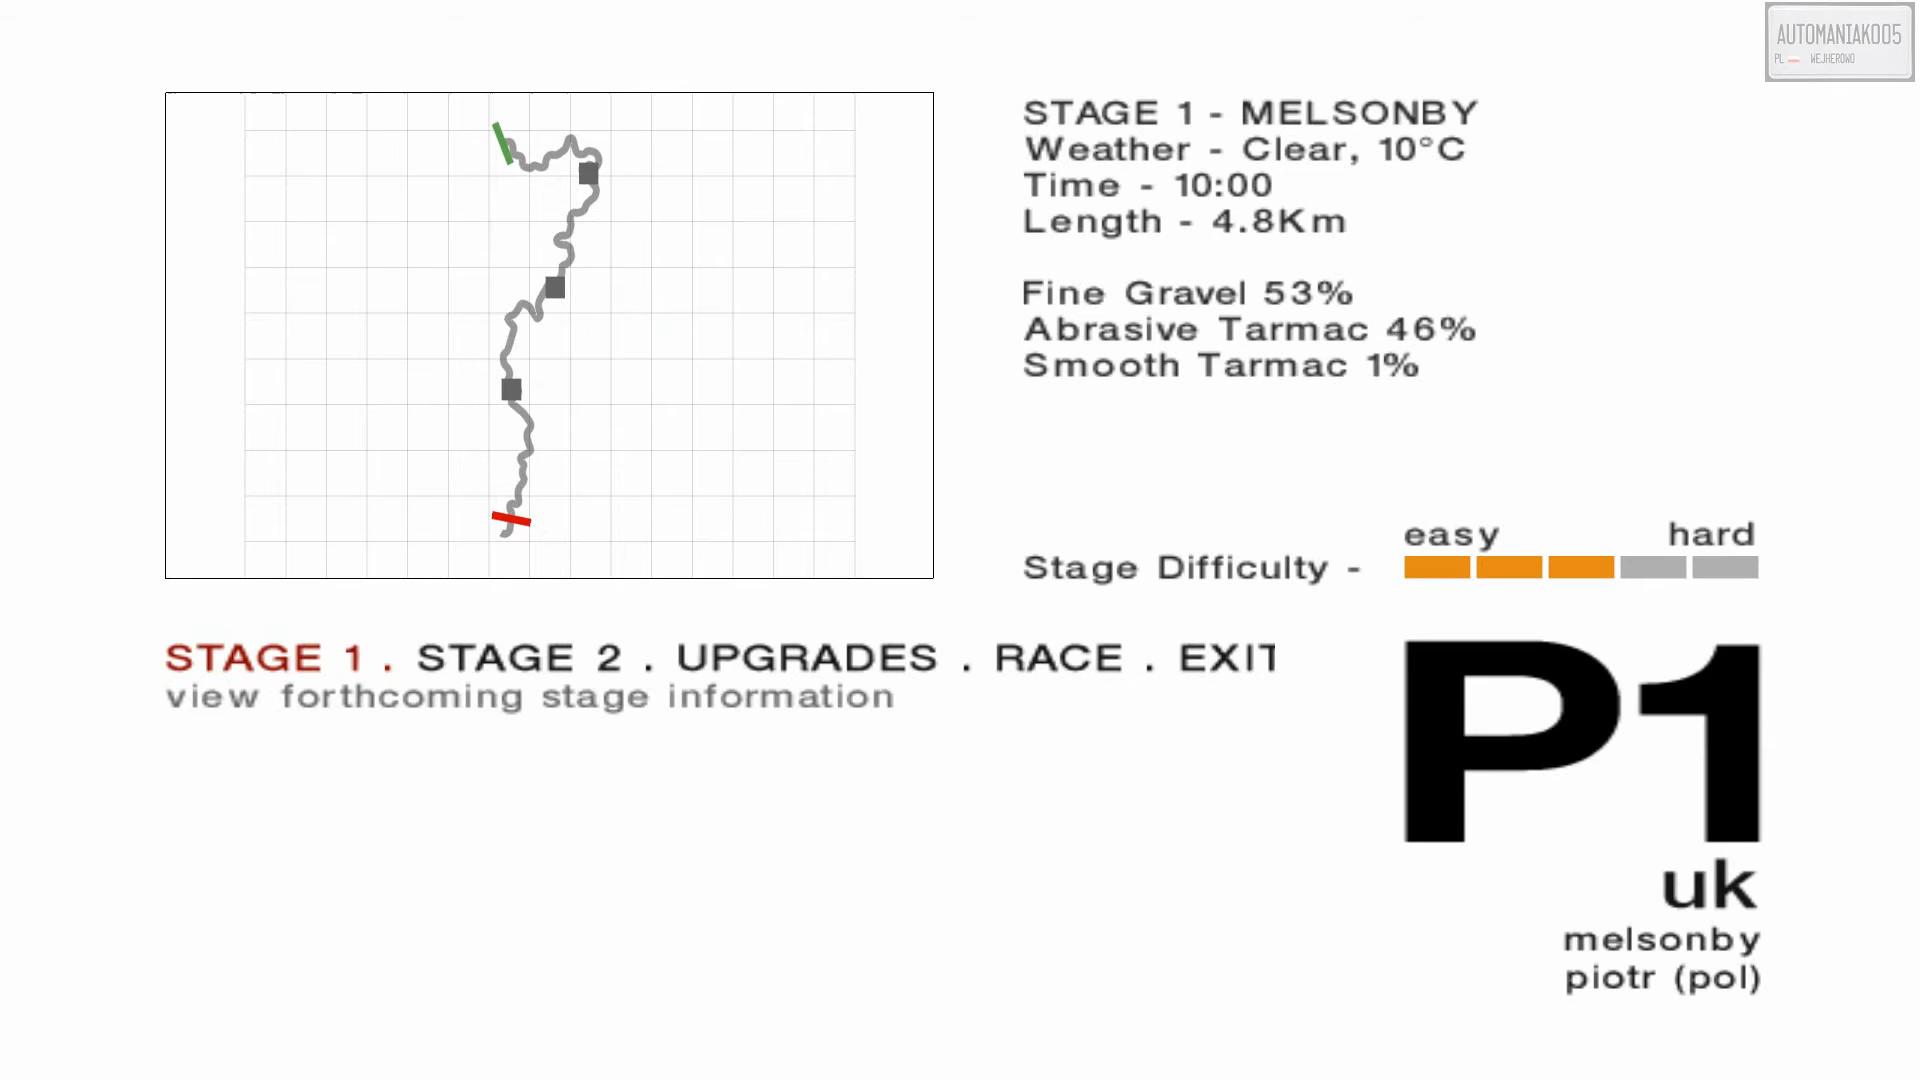 AUTOMANIAK005
PL WEJHEROWO
STAGE 1 - MELSONBY
Weather - Clear, 10°C
Time - 10:00
Length - 4.8Km
Fine Gravel 53%
Abrasive Tarmac 46%
Smooth Tarmac 1%
easy hard
Stage Difficulty -
STAGE 1 . STAGE 2 . UPGRADES . RACE . EXIT
view forthcoming stage information
P1
uk
melsonby
piotr (pol)